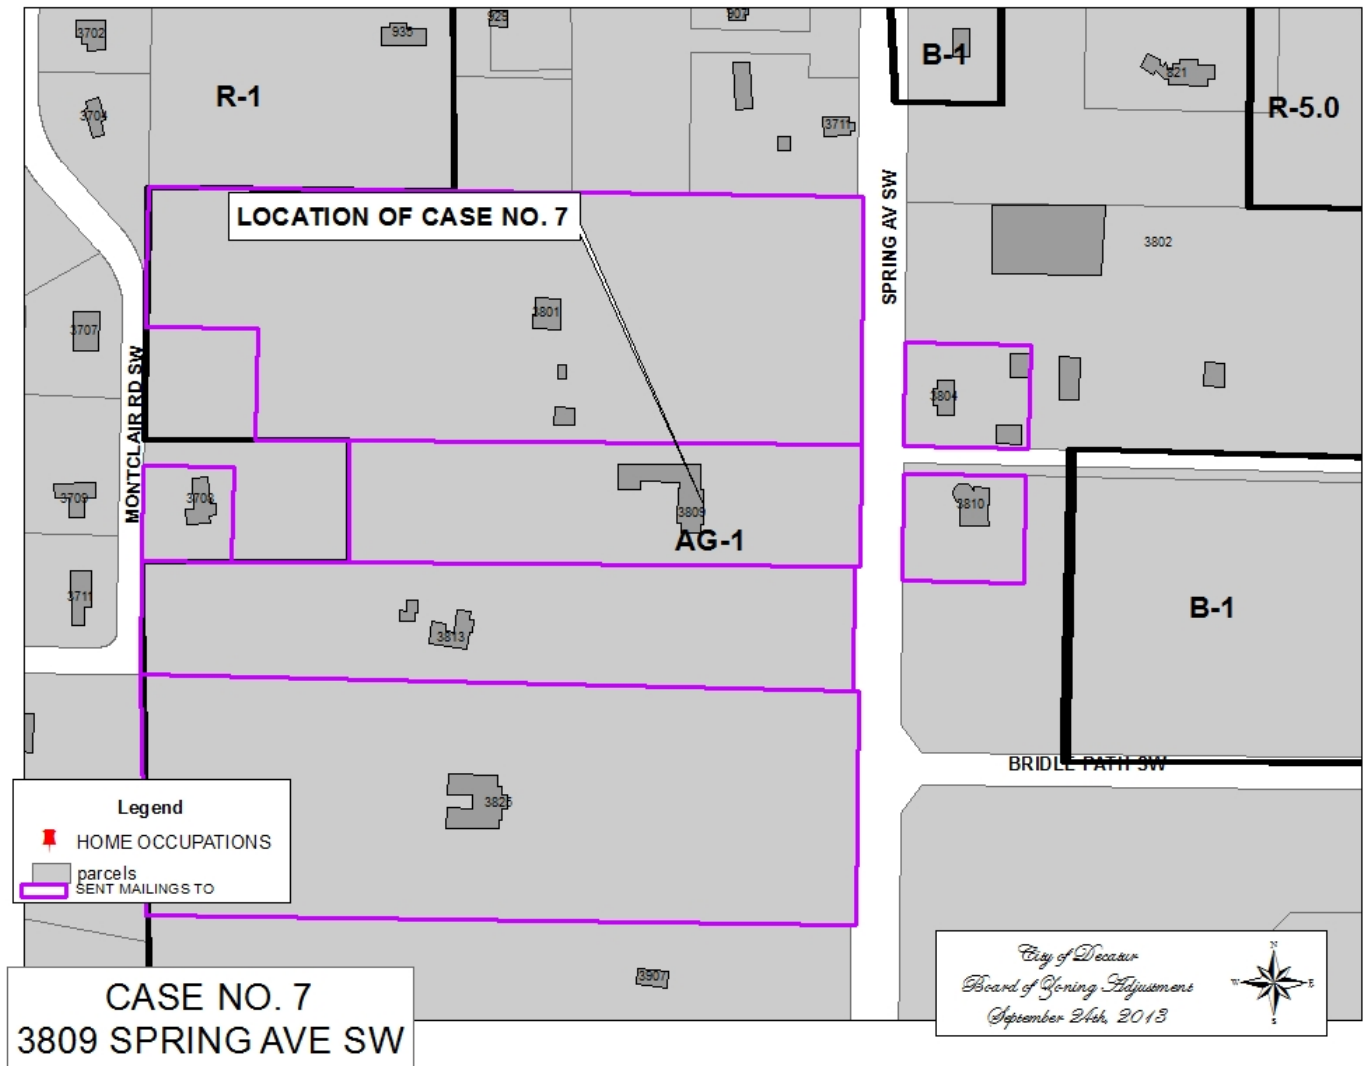 3702
935
929
907
B-1
821
R-1
3704
3711
R-5.0
LOCATION OF CASE NO. 7
SPRING AV SW
3802
3801
3707
MONTCLAIR RD SW
3804
3709
3708
3809
3810
AG-1
3711
3813
B-1
BRIDLE PATH SW
3825
Legend
HOME OCCUPATIONS
parcels
SENT MAILINGS TO
3907
City of Decatur
Board of Zoning Adjustment
September 24th, 2013
N
W
E
S
CASE NO. 7
3809 SPRING AVE SW